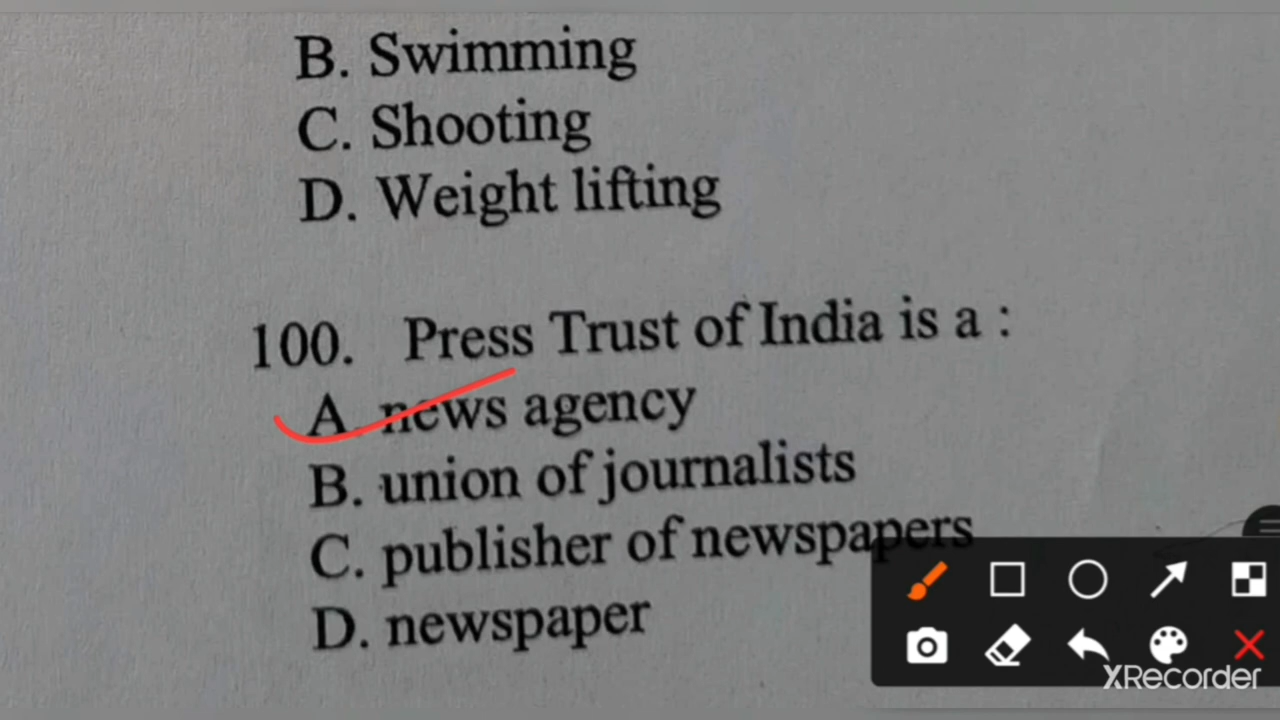 B. Swimming
C. Shooting
D. Weight lifting
100. Press Trust of India is a :
A. news agency
B. union of journalists
C. publisher of newspapers
D. newspaper
XRecorder